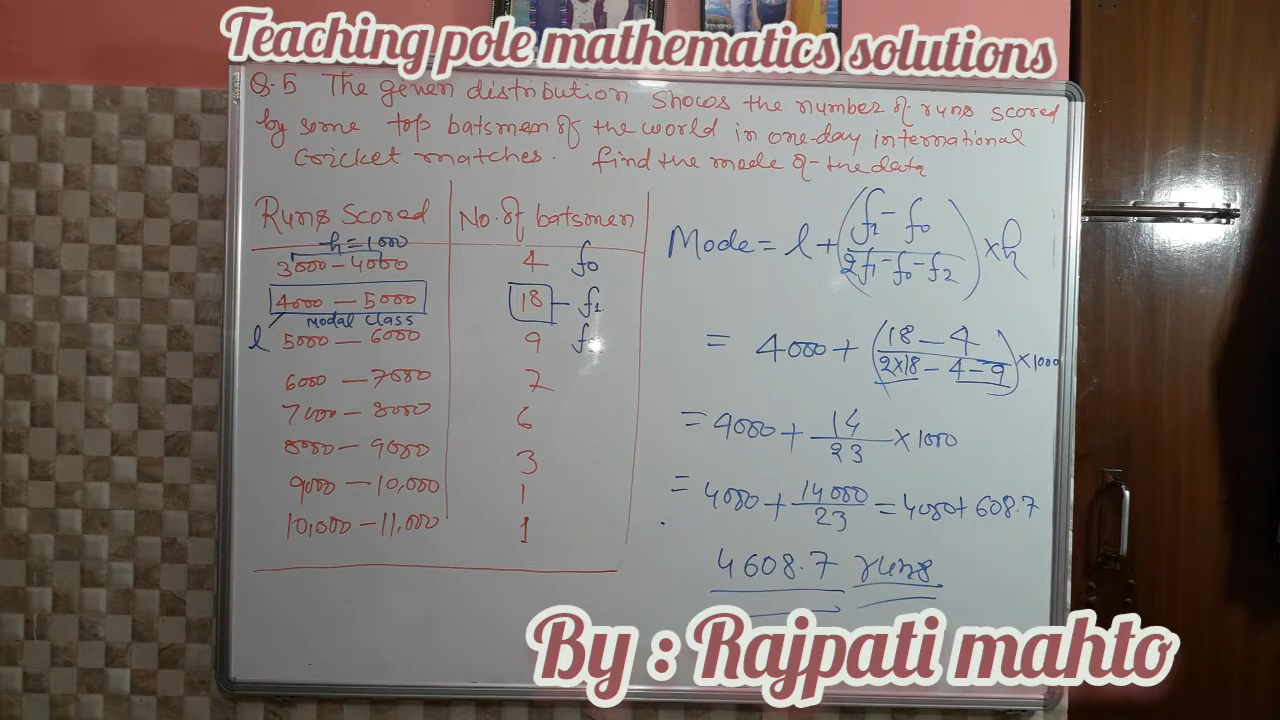 Teaching pole mathematics solutions
Q.5 The given distribution shows the number of runs scored
by some top batsmen of the world in one-day international
Cricket matches. find the mode of the data
Runs Scored No. of batsmen
h = 1000
3000 - 4000 4 f0
4000 - 5000 18 - f1
Modal Class
l 5000 - 6000 9 f2
6000 - 7000 7
7000 - 8000 6
8000 - 9000 3
9000 - 10,000 1
10,000 - 11,000 1
Mode = l + (f1 - f0 / 2f1 - f0 - f2) × h
= 4000 + (18 - 4 / 2×18 - 4 - 9) × 1000
= 4000 + 14/23 × 1000
= 4000 + 14000/23 = 4000 + 608.7
4608.7 runs
By : Rajpati mahto